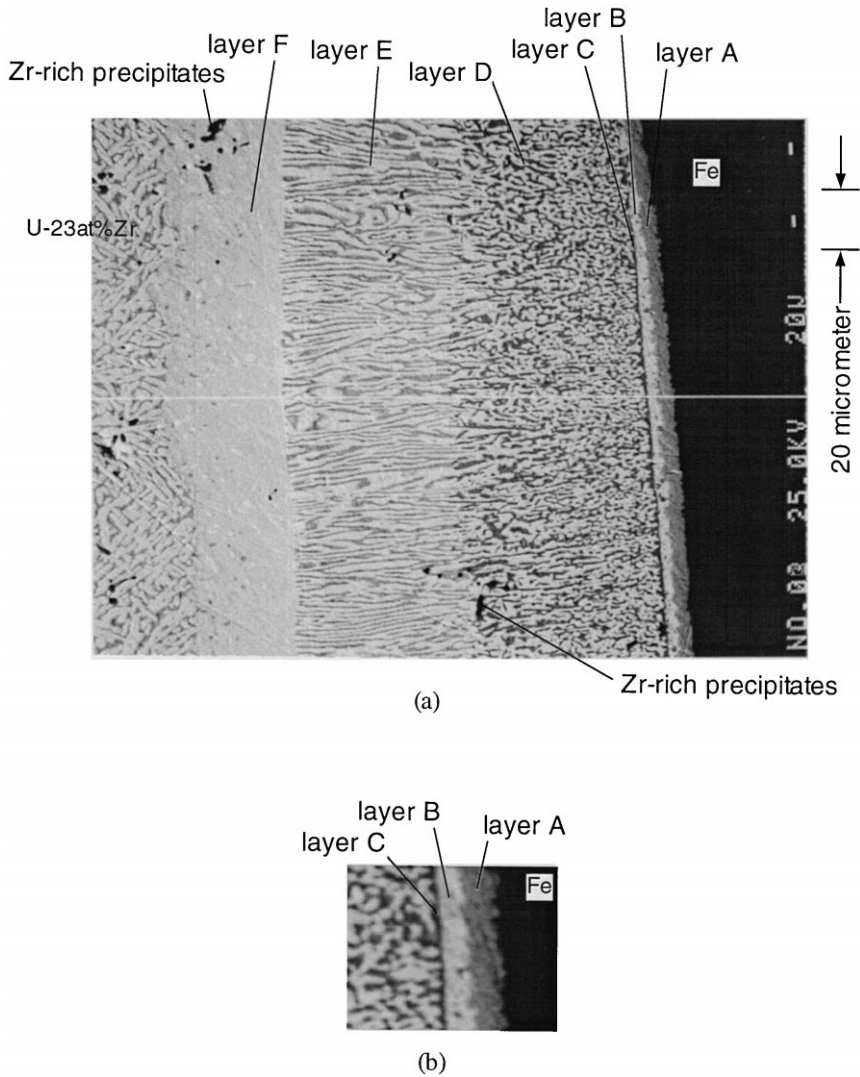 layer B
layer F
layer E
layer C
layer A
Zr-rich precipitates
layer D
Fe
U-23at%Zr
20 micrometer
NO.03 25.0KV 20U
Zr-rich precipitates
(a)
layer B
layer A
layer C
Fe
(b)